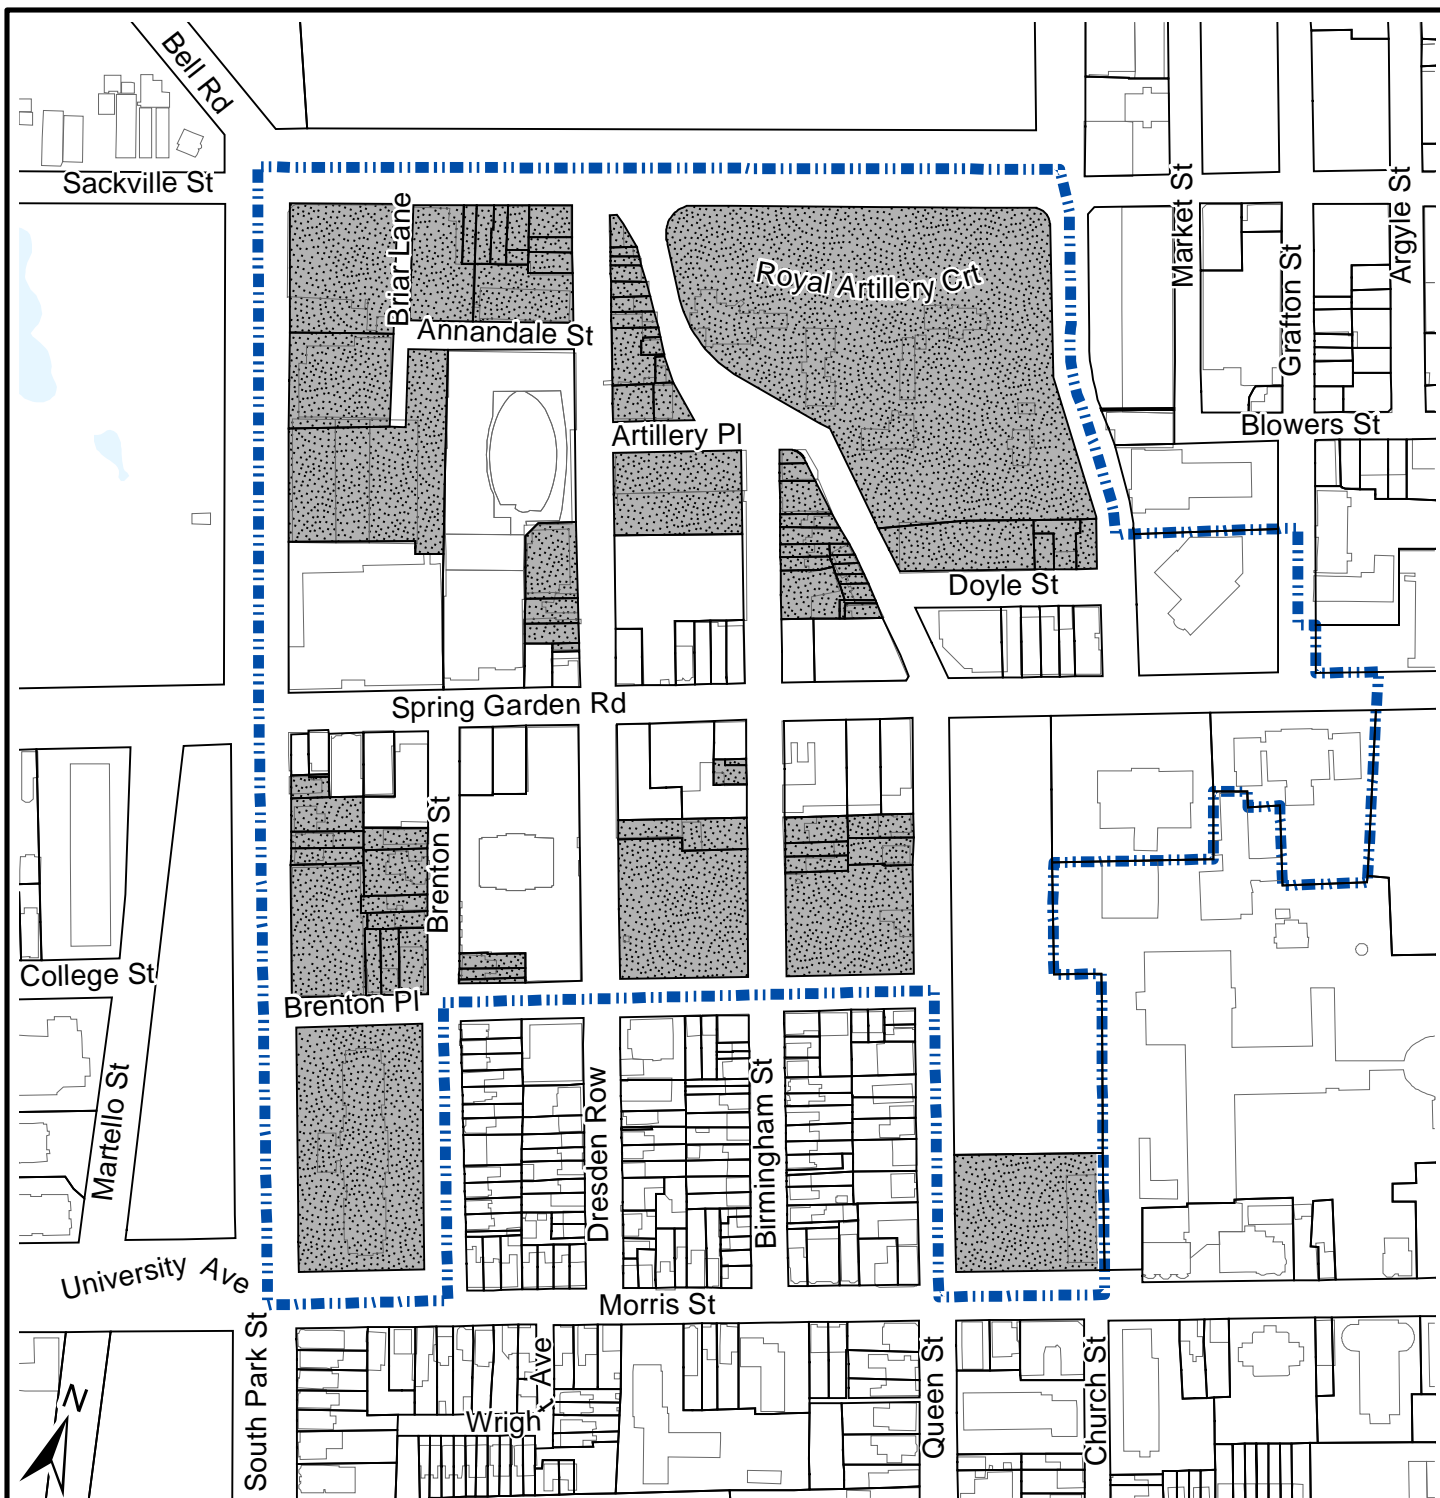 Bell Rd
Sackville St
Briar Lane
Annandale St
Royal Artillery Crt
Market St
Grafton St
Argyle St
Blowers St
Artillery Pl
Doyle St
Spring Garden Rd
Brenton St
College St
Brenton Pl
Martello St
Dresden Row
Birmingham St
University Ave
Morris St
South Park St
Wrigh
Ave
Queen St
Church St
N